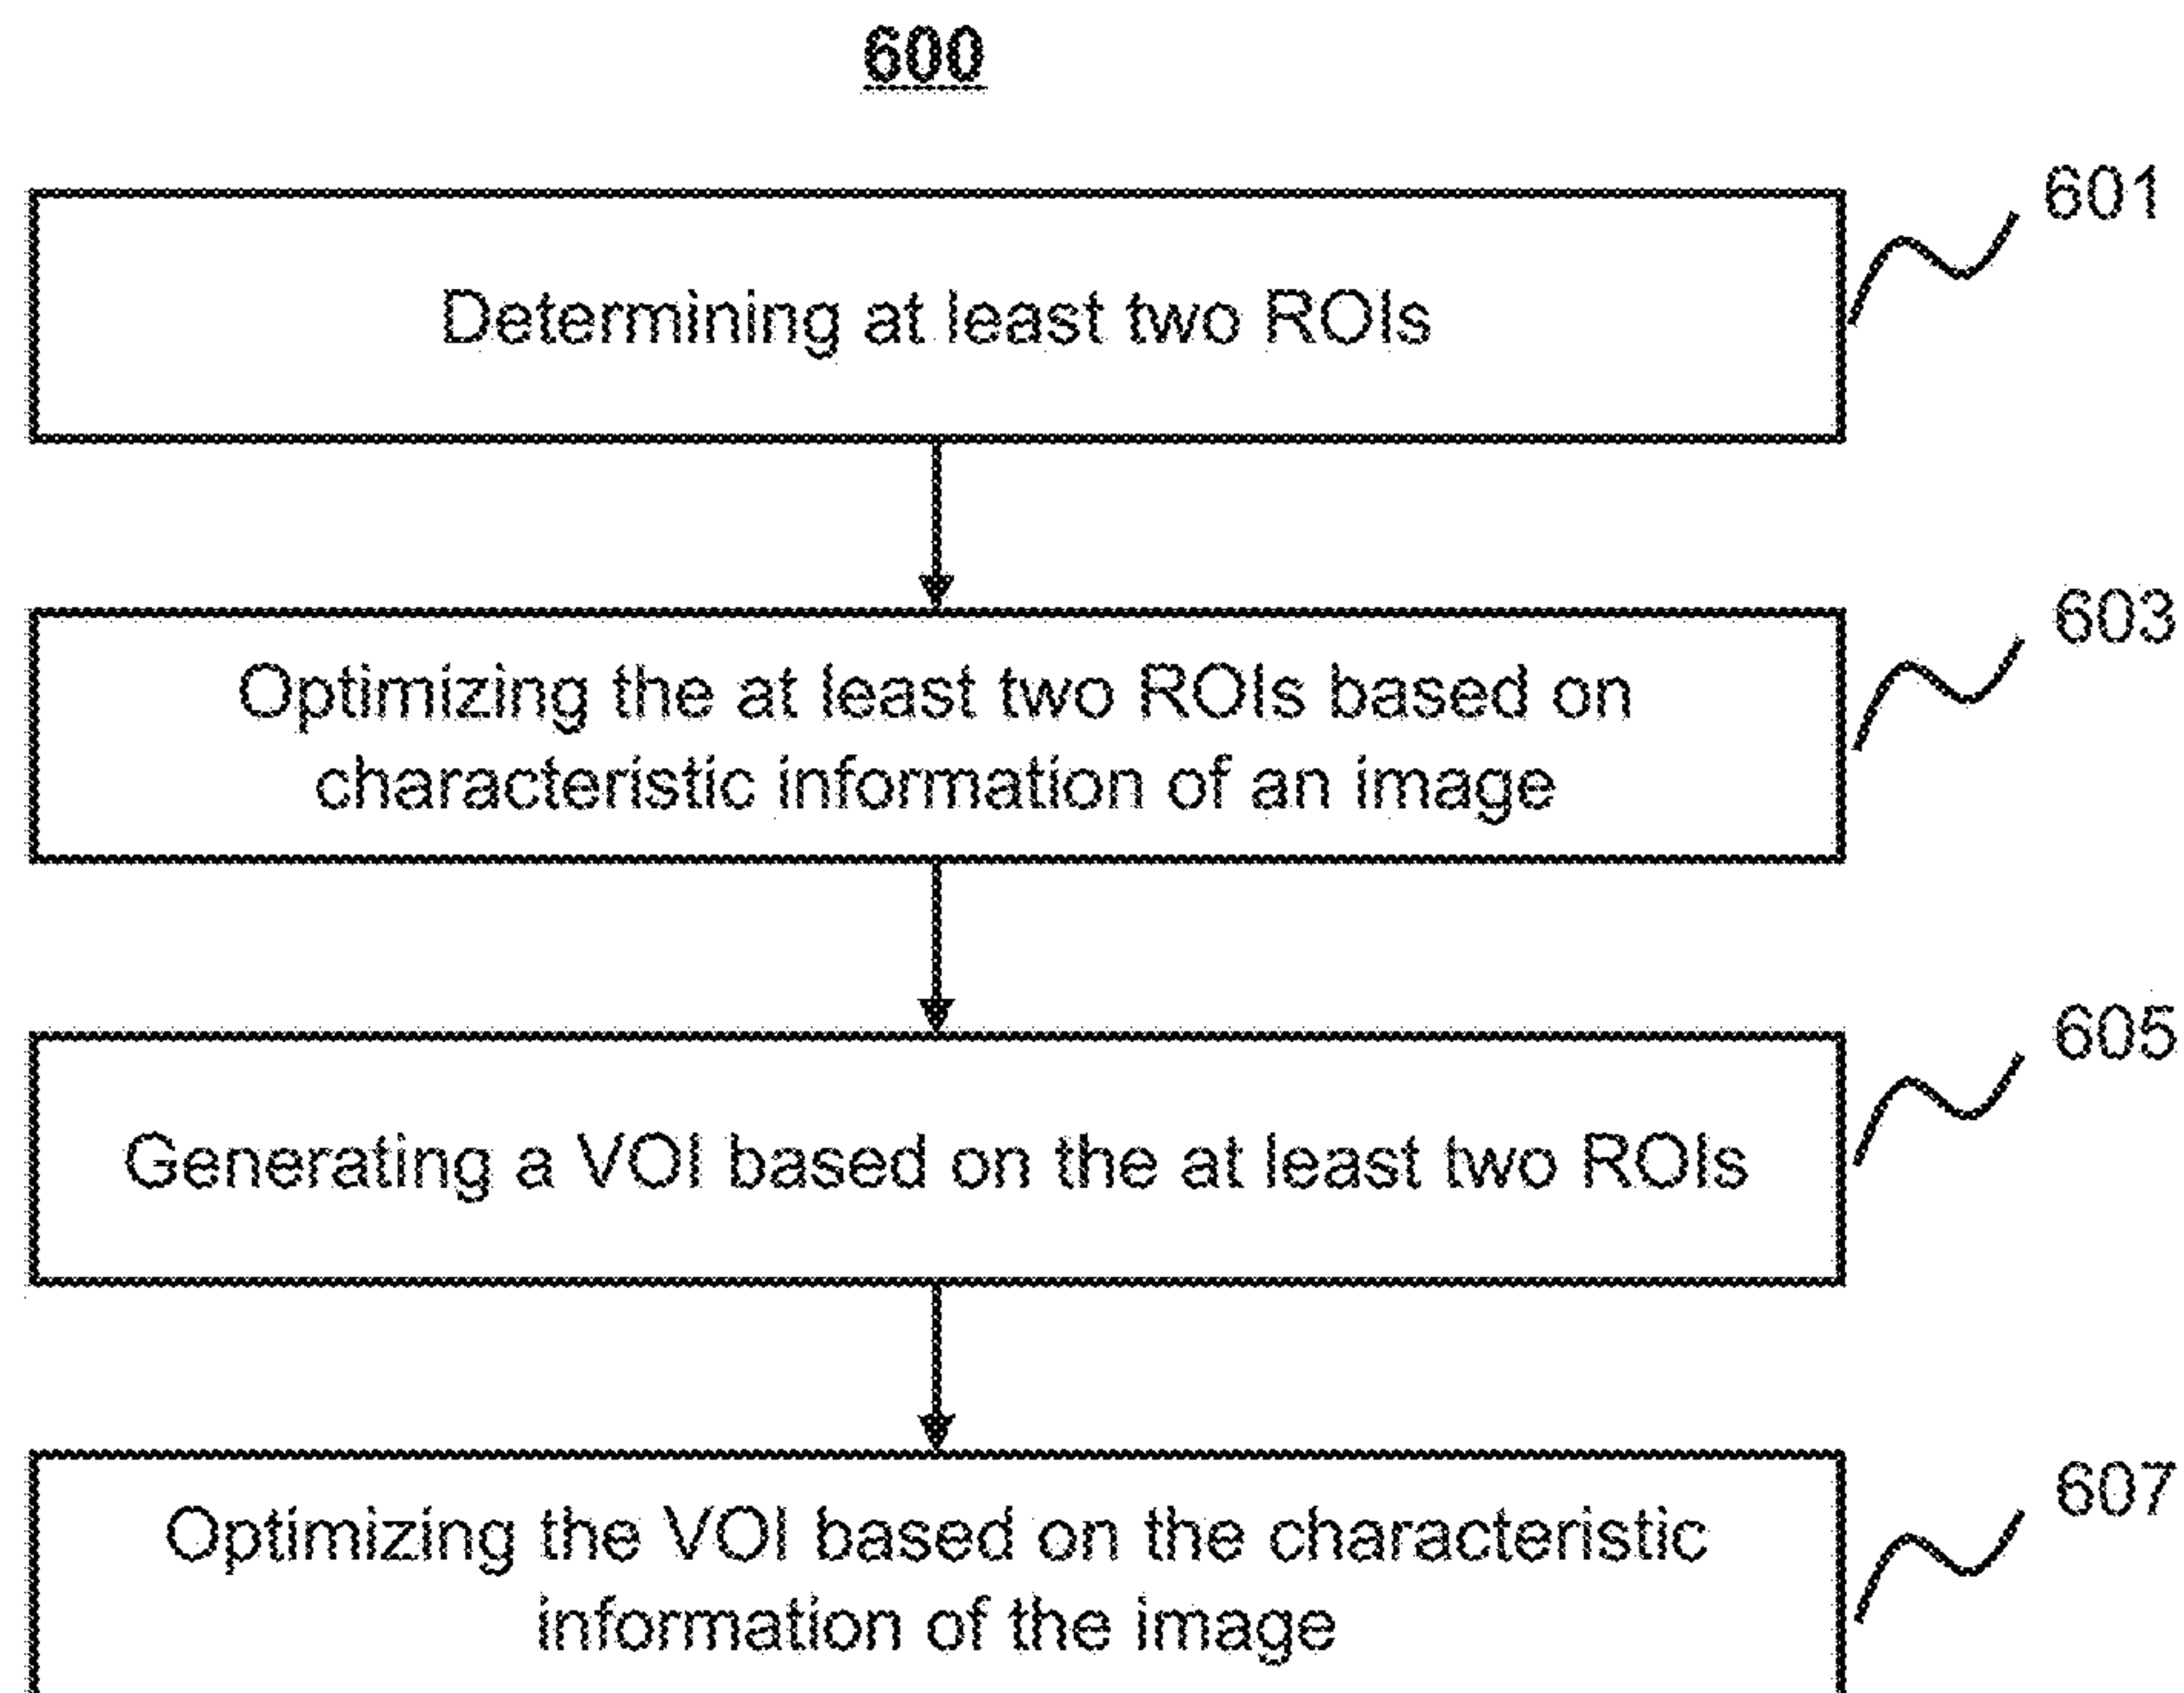 600
601
Determining at least two ROIs
603
Optimizing the at least two ROIs based on
characteristic information of an image
605
Generating a VOI based on the at least two ROIs
607
Optimizing the VOI based on the characteristic
information of the image